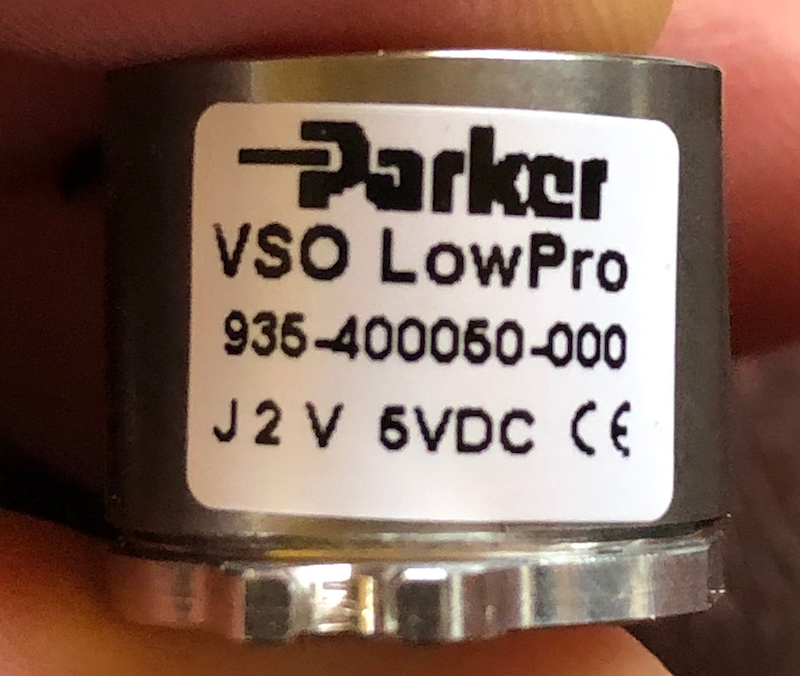 Parker
VSO LowPro
935-400050-000
J 2 V 5VDC CE